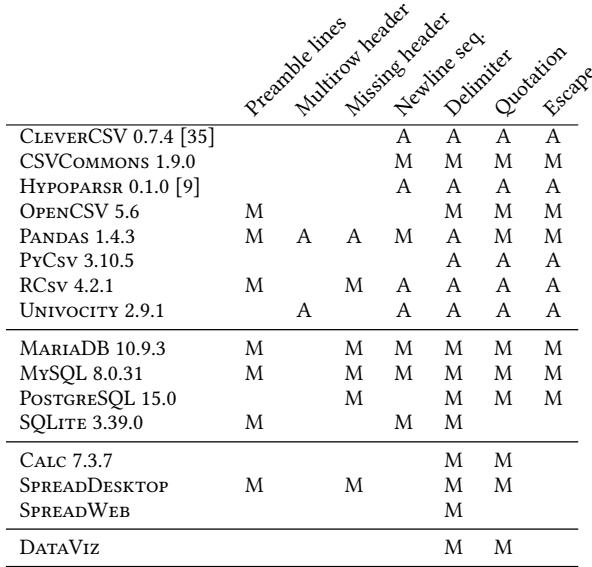 Preamble lines Multirow header Missing header Newline seq. Delimiter Quotation Escape
CleverCSV 0.7.4 [35] A A A A
CSVCommons 1.9.0 M M M M
Hypoparsr 0.1.0 [9] A A A A
OpenCSV 5.6 M M M M
Pandas 1.4.3 M A A M A M M
PyCsv 3.10.5 A A A
RCsv 4.2.1 M M A A A A
Univocity 2.9.1 A A A A A
MariaDB 10.9.3 M M M M M M
MySQL 8.0.31 M M M M M M
PostgreSQL 15.0 M M M M
SQLite 3.39.0 M M M
Calc 7.3.7 M M
SpreadDesktop M M M M
SpreadWeb M
DataViz M M